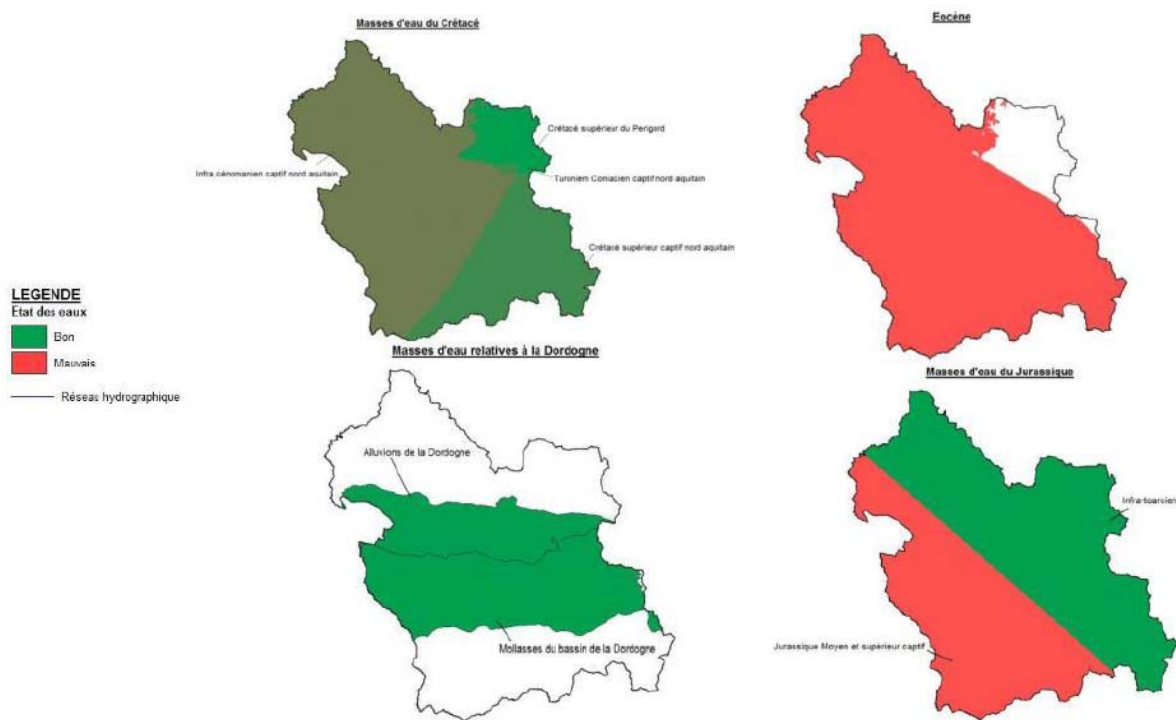 Masses d'eau du Crétacé
Crétacé supérieur du Perigord
Infra cénomanien captif nord aquitain
Turonien Coniacien captif nord aquitain
Crétacé supérieur captif nord aquitain
Eocène
LEGENDE
Etat des eaux
Bon
Mauvais
Réseau hydrographique
Masses d'eau relatives à la Dordogne
Alluvions de la Dordogne
Mollasses du bassin de la Dordogne
Masses d'eau du Jurassique
Infra-toarcien
Jurassique Moyen et supérieur captif